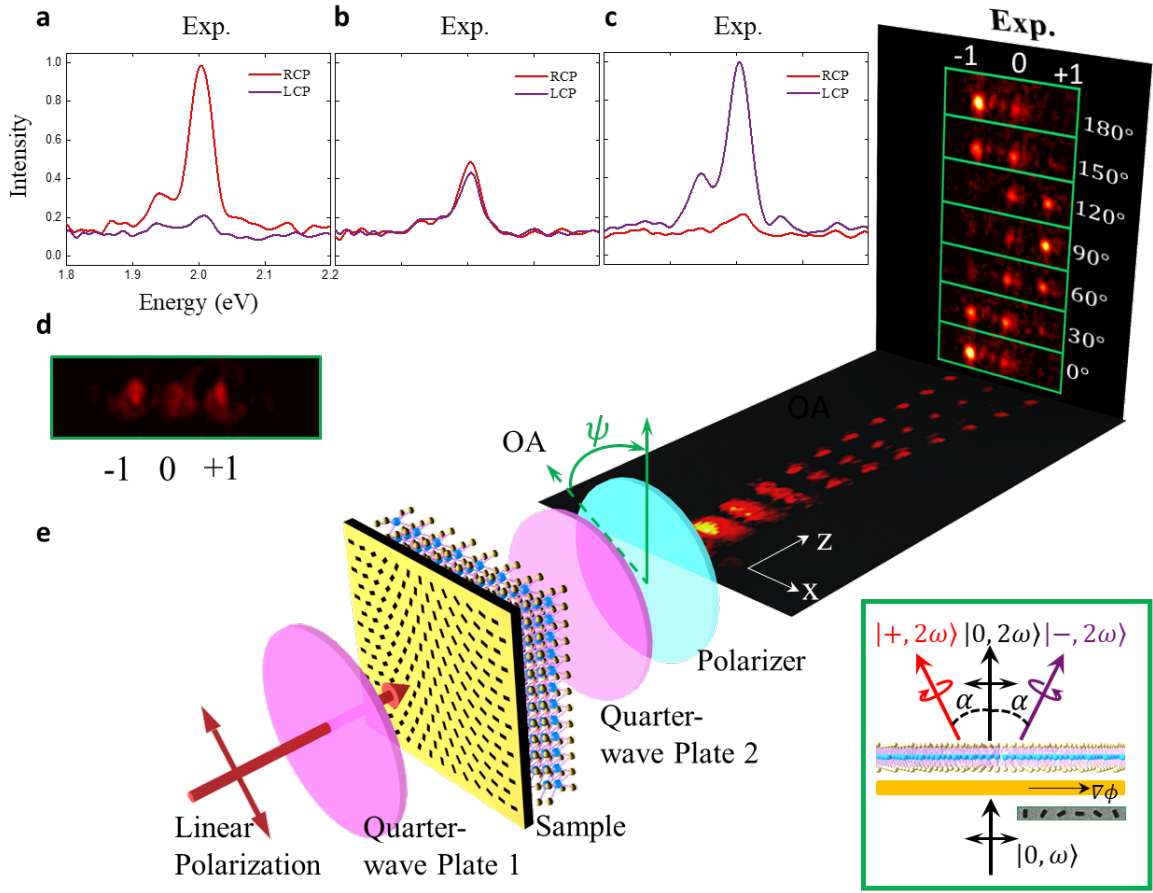 a
Exp.
RCP
LCP
1.0
0.8
0.6
0.4
0.2
0.0
Intensity
1.8
1.9
2.0
2.1
2.2
Energy (eV)
b
Exp.
RCP
LCP
c
Exp.
RCP
LCP
Exp.
-1 0 +1
180°
150°
120°
90°
60°
30°
0°
d
-1 0 +1
e
OA
ψ
OA
z
x
Polarizer
Quarter-
wave Plate 2
Sample
Quarter-
wave Plate 1
Linear
Polarization
|+, 2ω⟩ |0, 2ω⟩ |−, 2ω⟩
α α
∇ϕ
|0, ω⟩